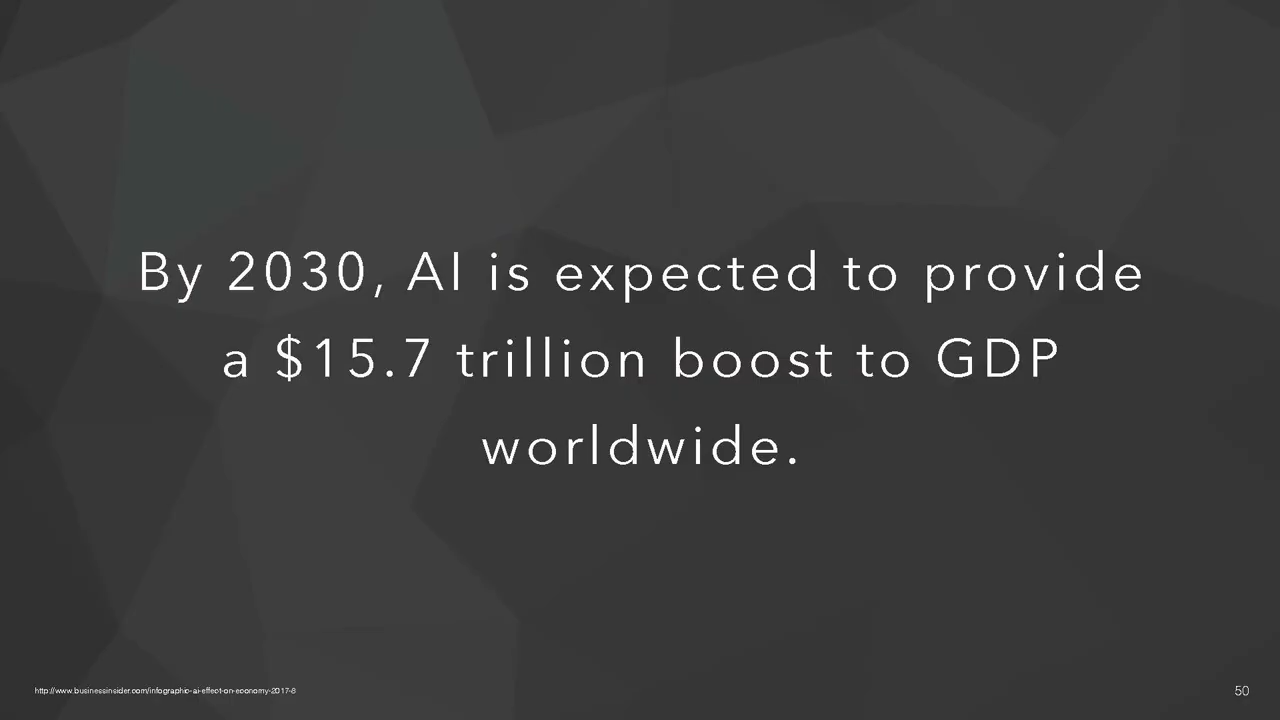 By 2030, AI is expected to provide
a $15.7 trillion boost to GDP
worldwide.
http://www.businessinsider.com/infographic-ai-effect-on-economy-2017-8
50